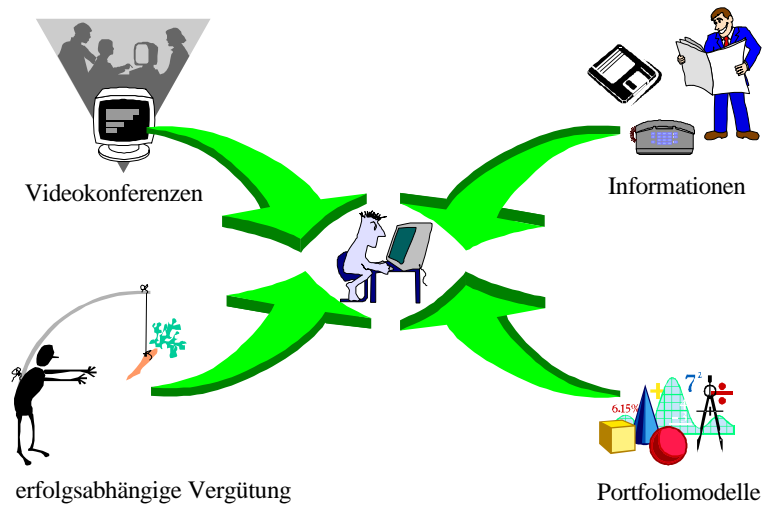 Videokonferenzen
Informationen
7²
6.15%
erfolgsabhängige Vergütung
Portfoliomodelle